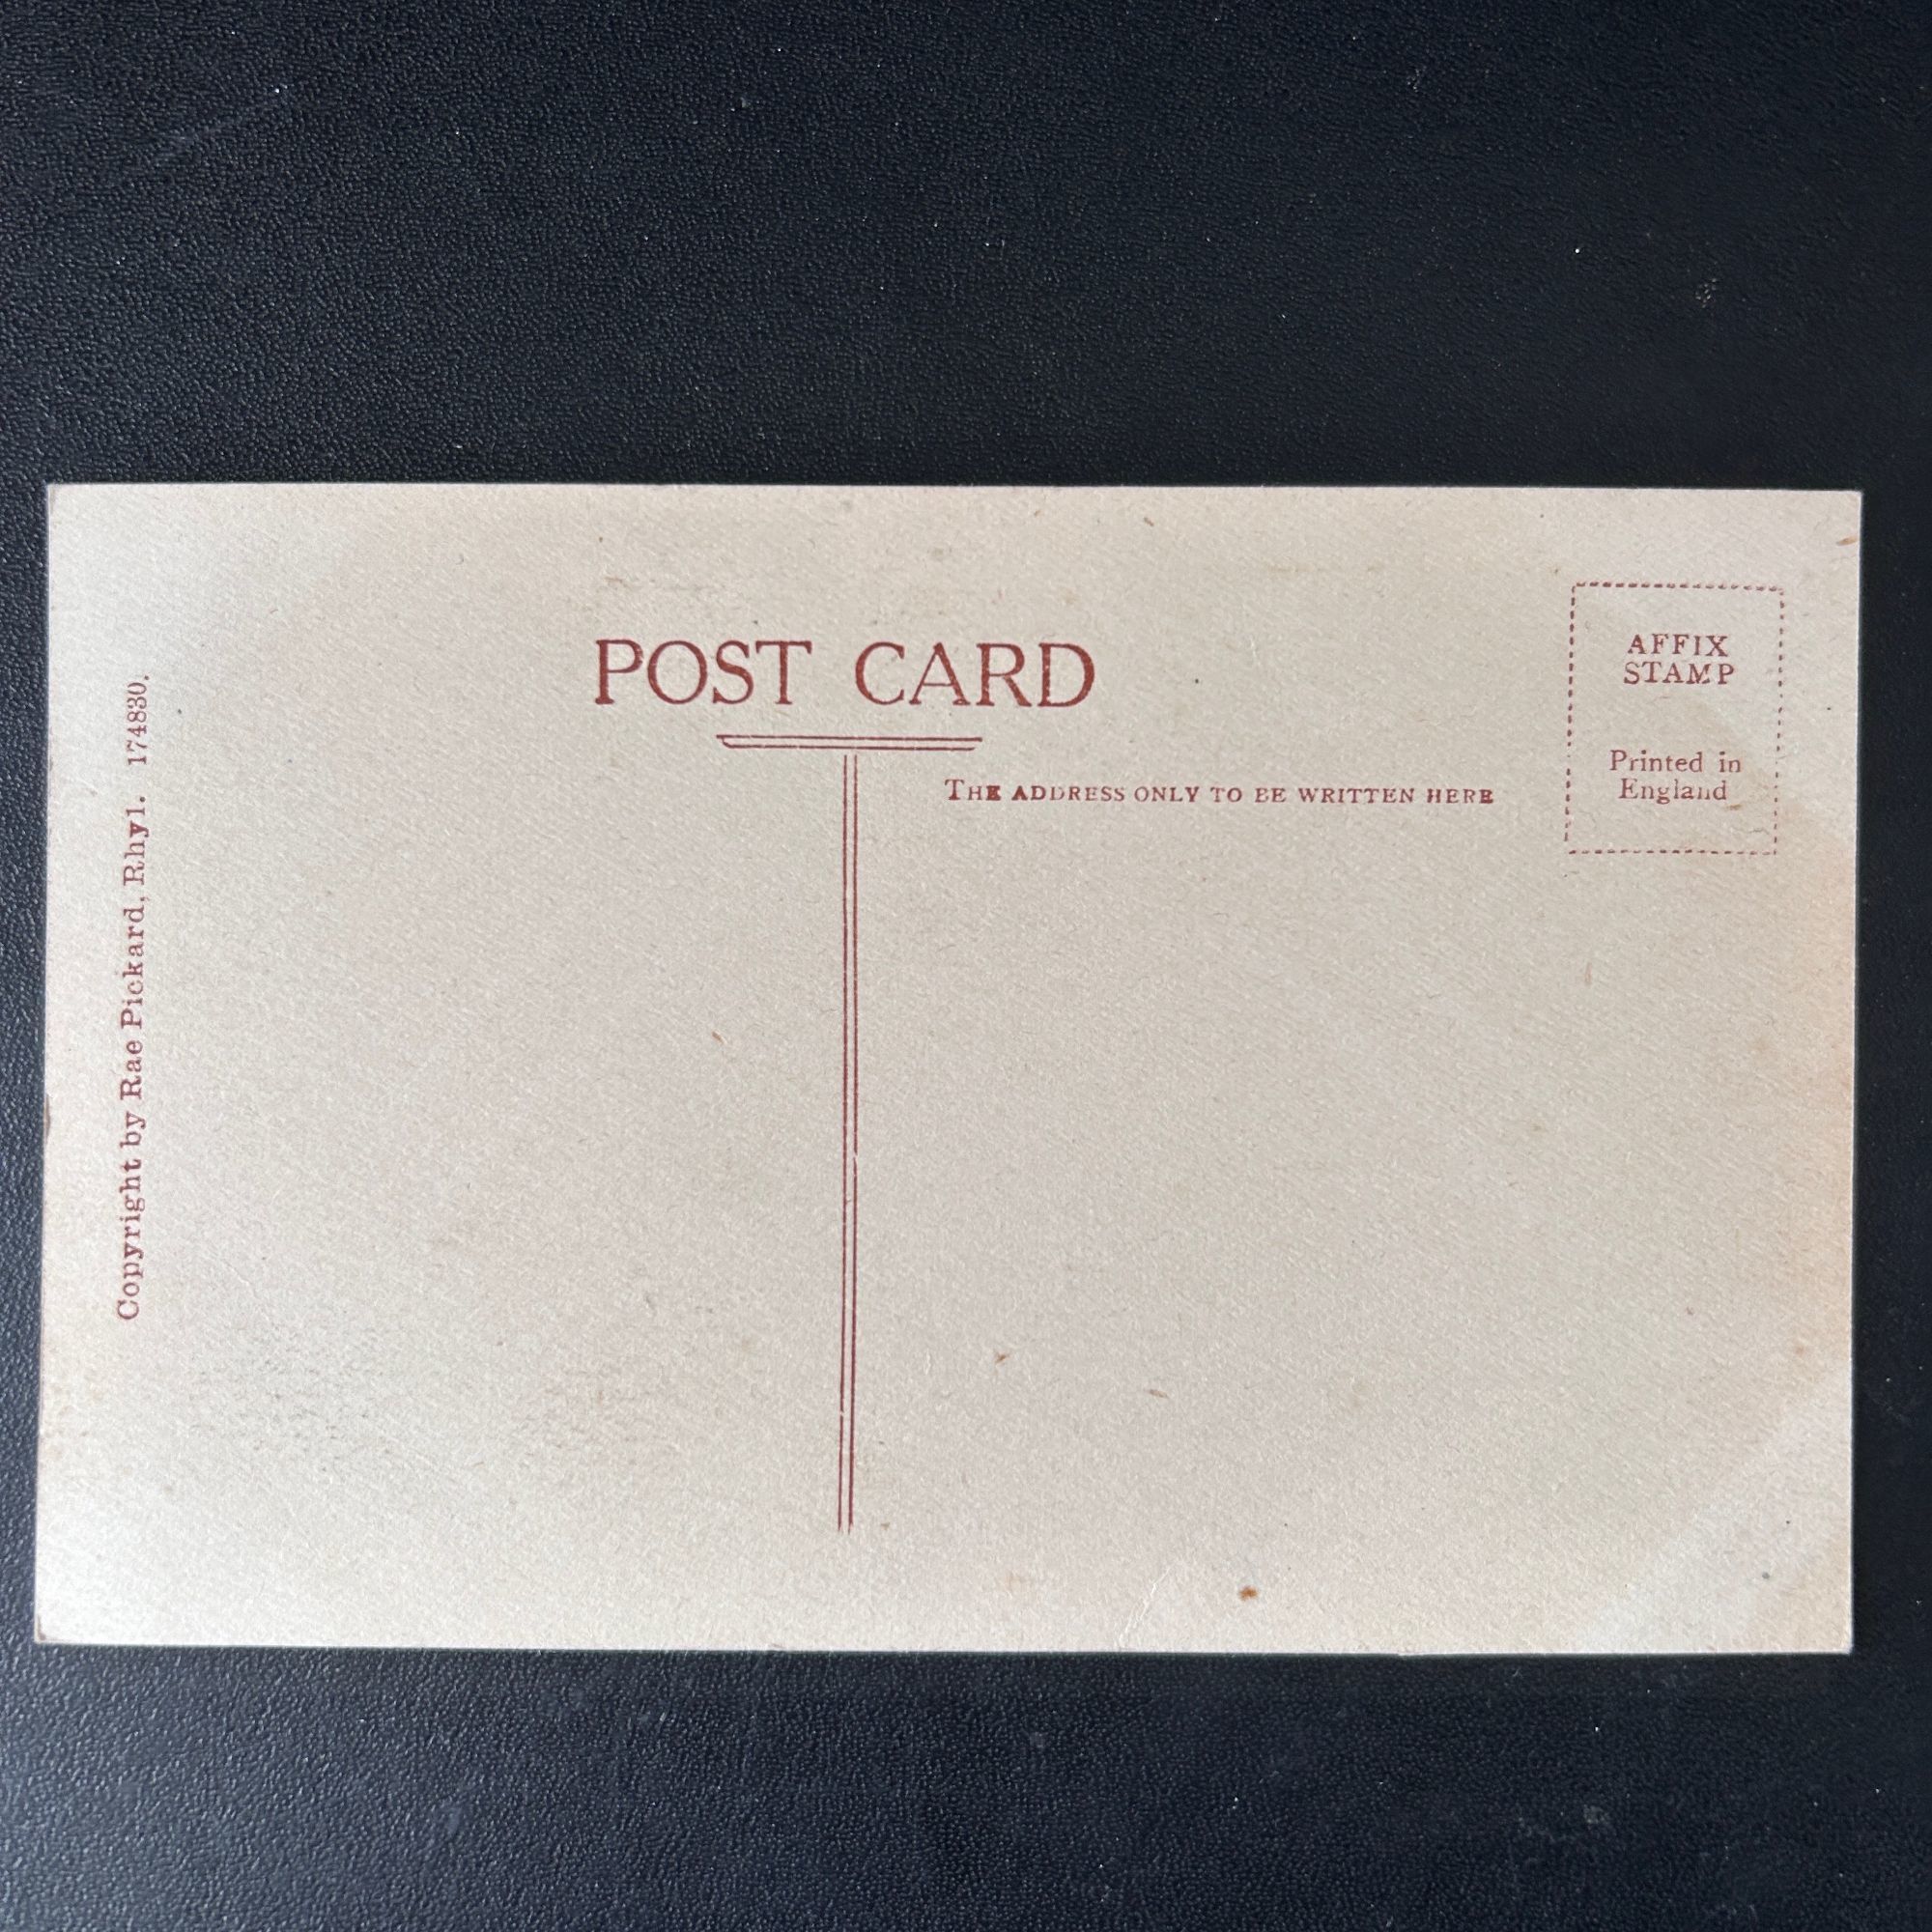 POST CARD
AFFIX
STAMP
Printed in
England
THE ADDRESS ONLY TO BE WRITTEN HERE
Copyright by Rae Pickard, Rhyl. 174830.